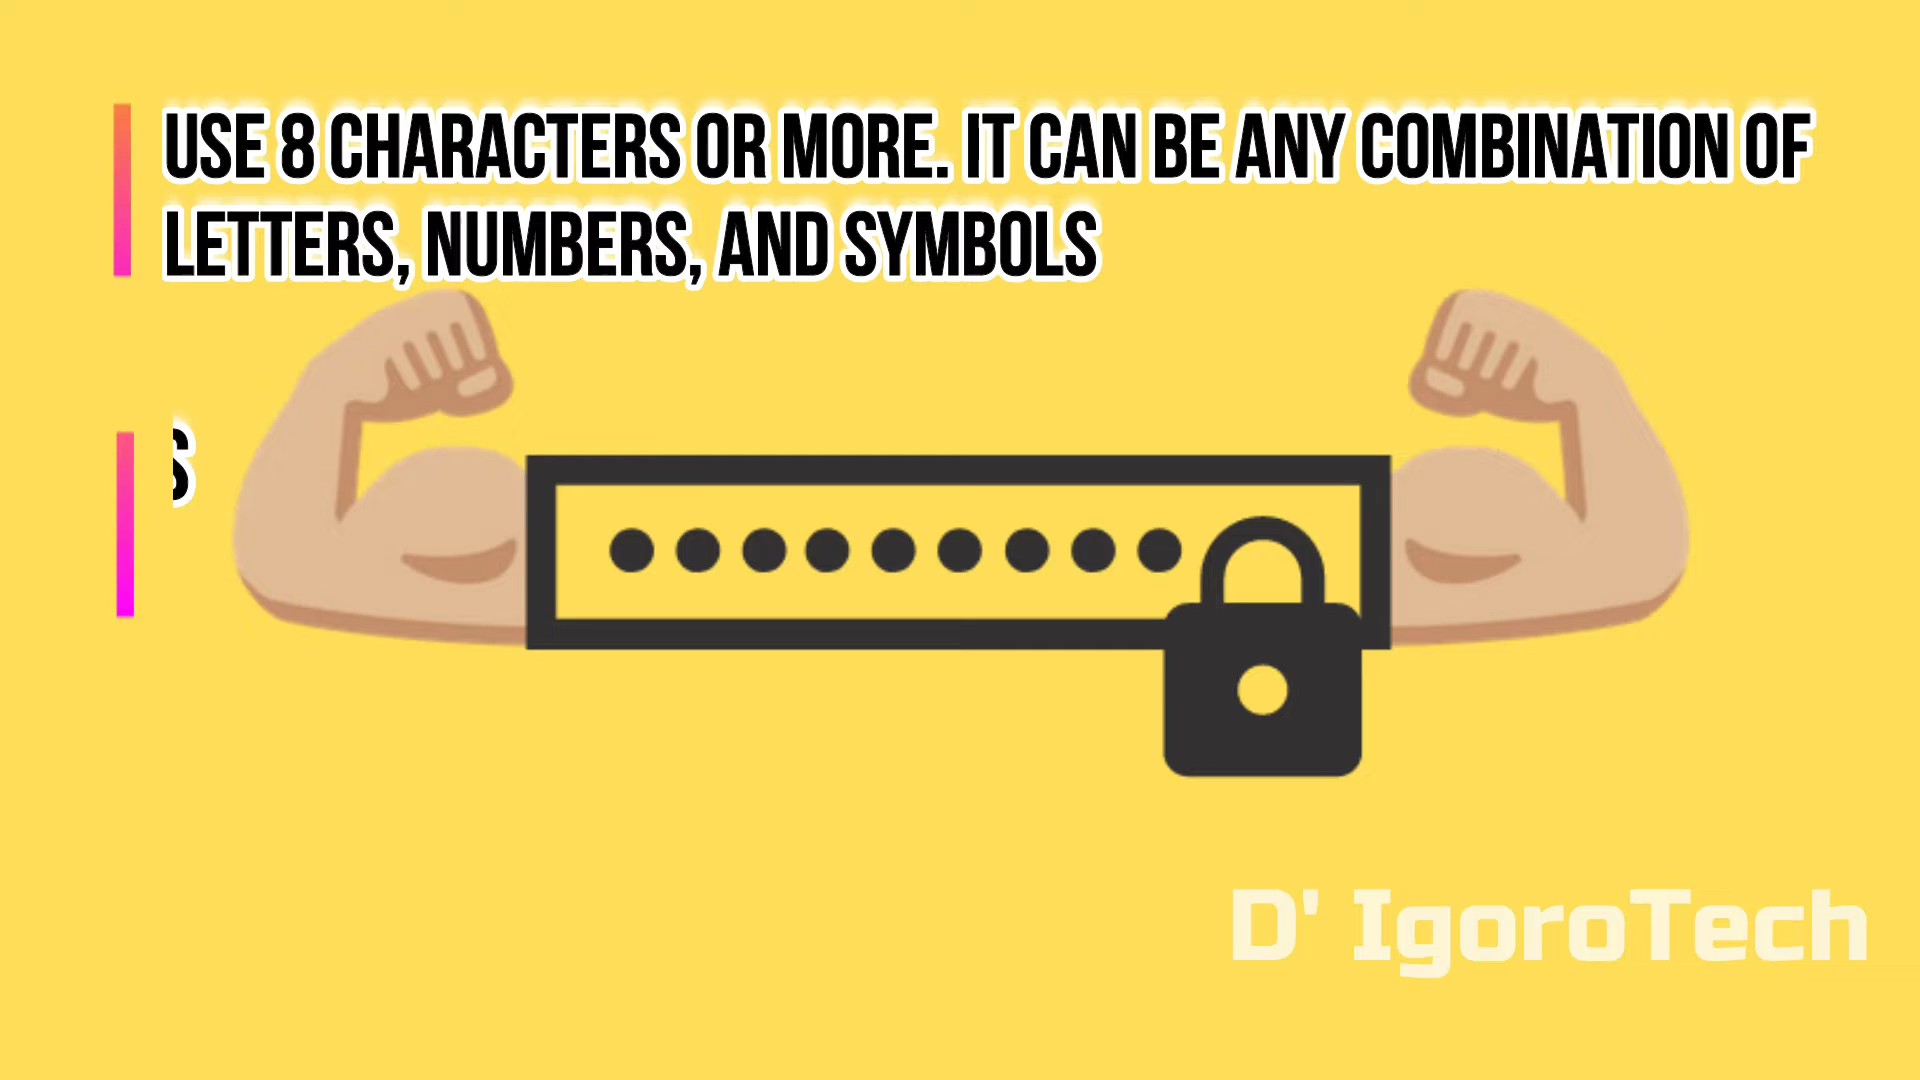 USE 8 CHARACTERS OR MORE. IT CAN BE ANY COMBINATION OF
LETTERS, NUMBERS, AND SYMBOLS
D' IgoroTech